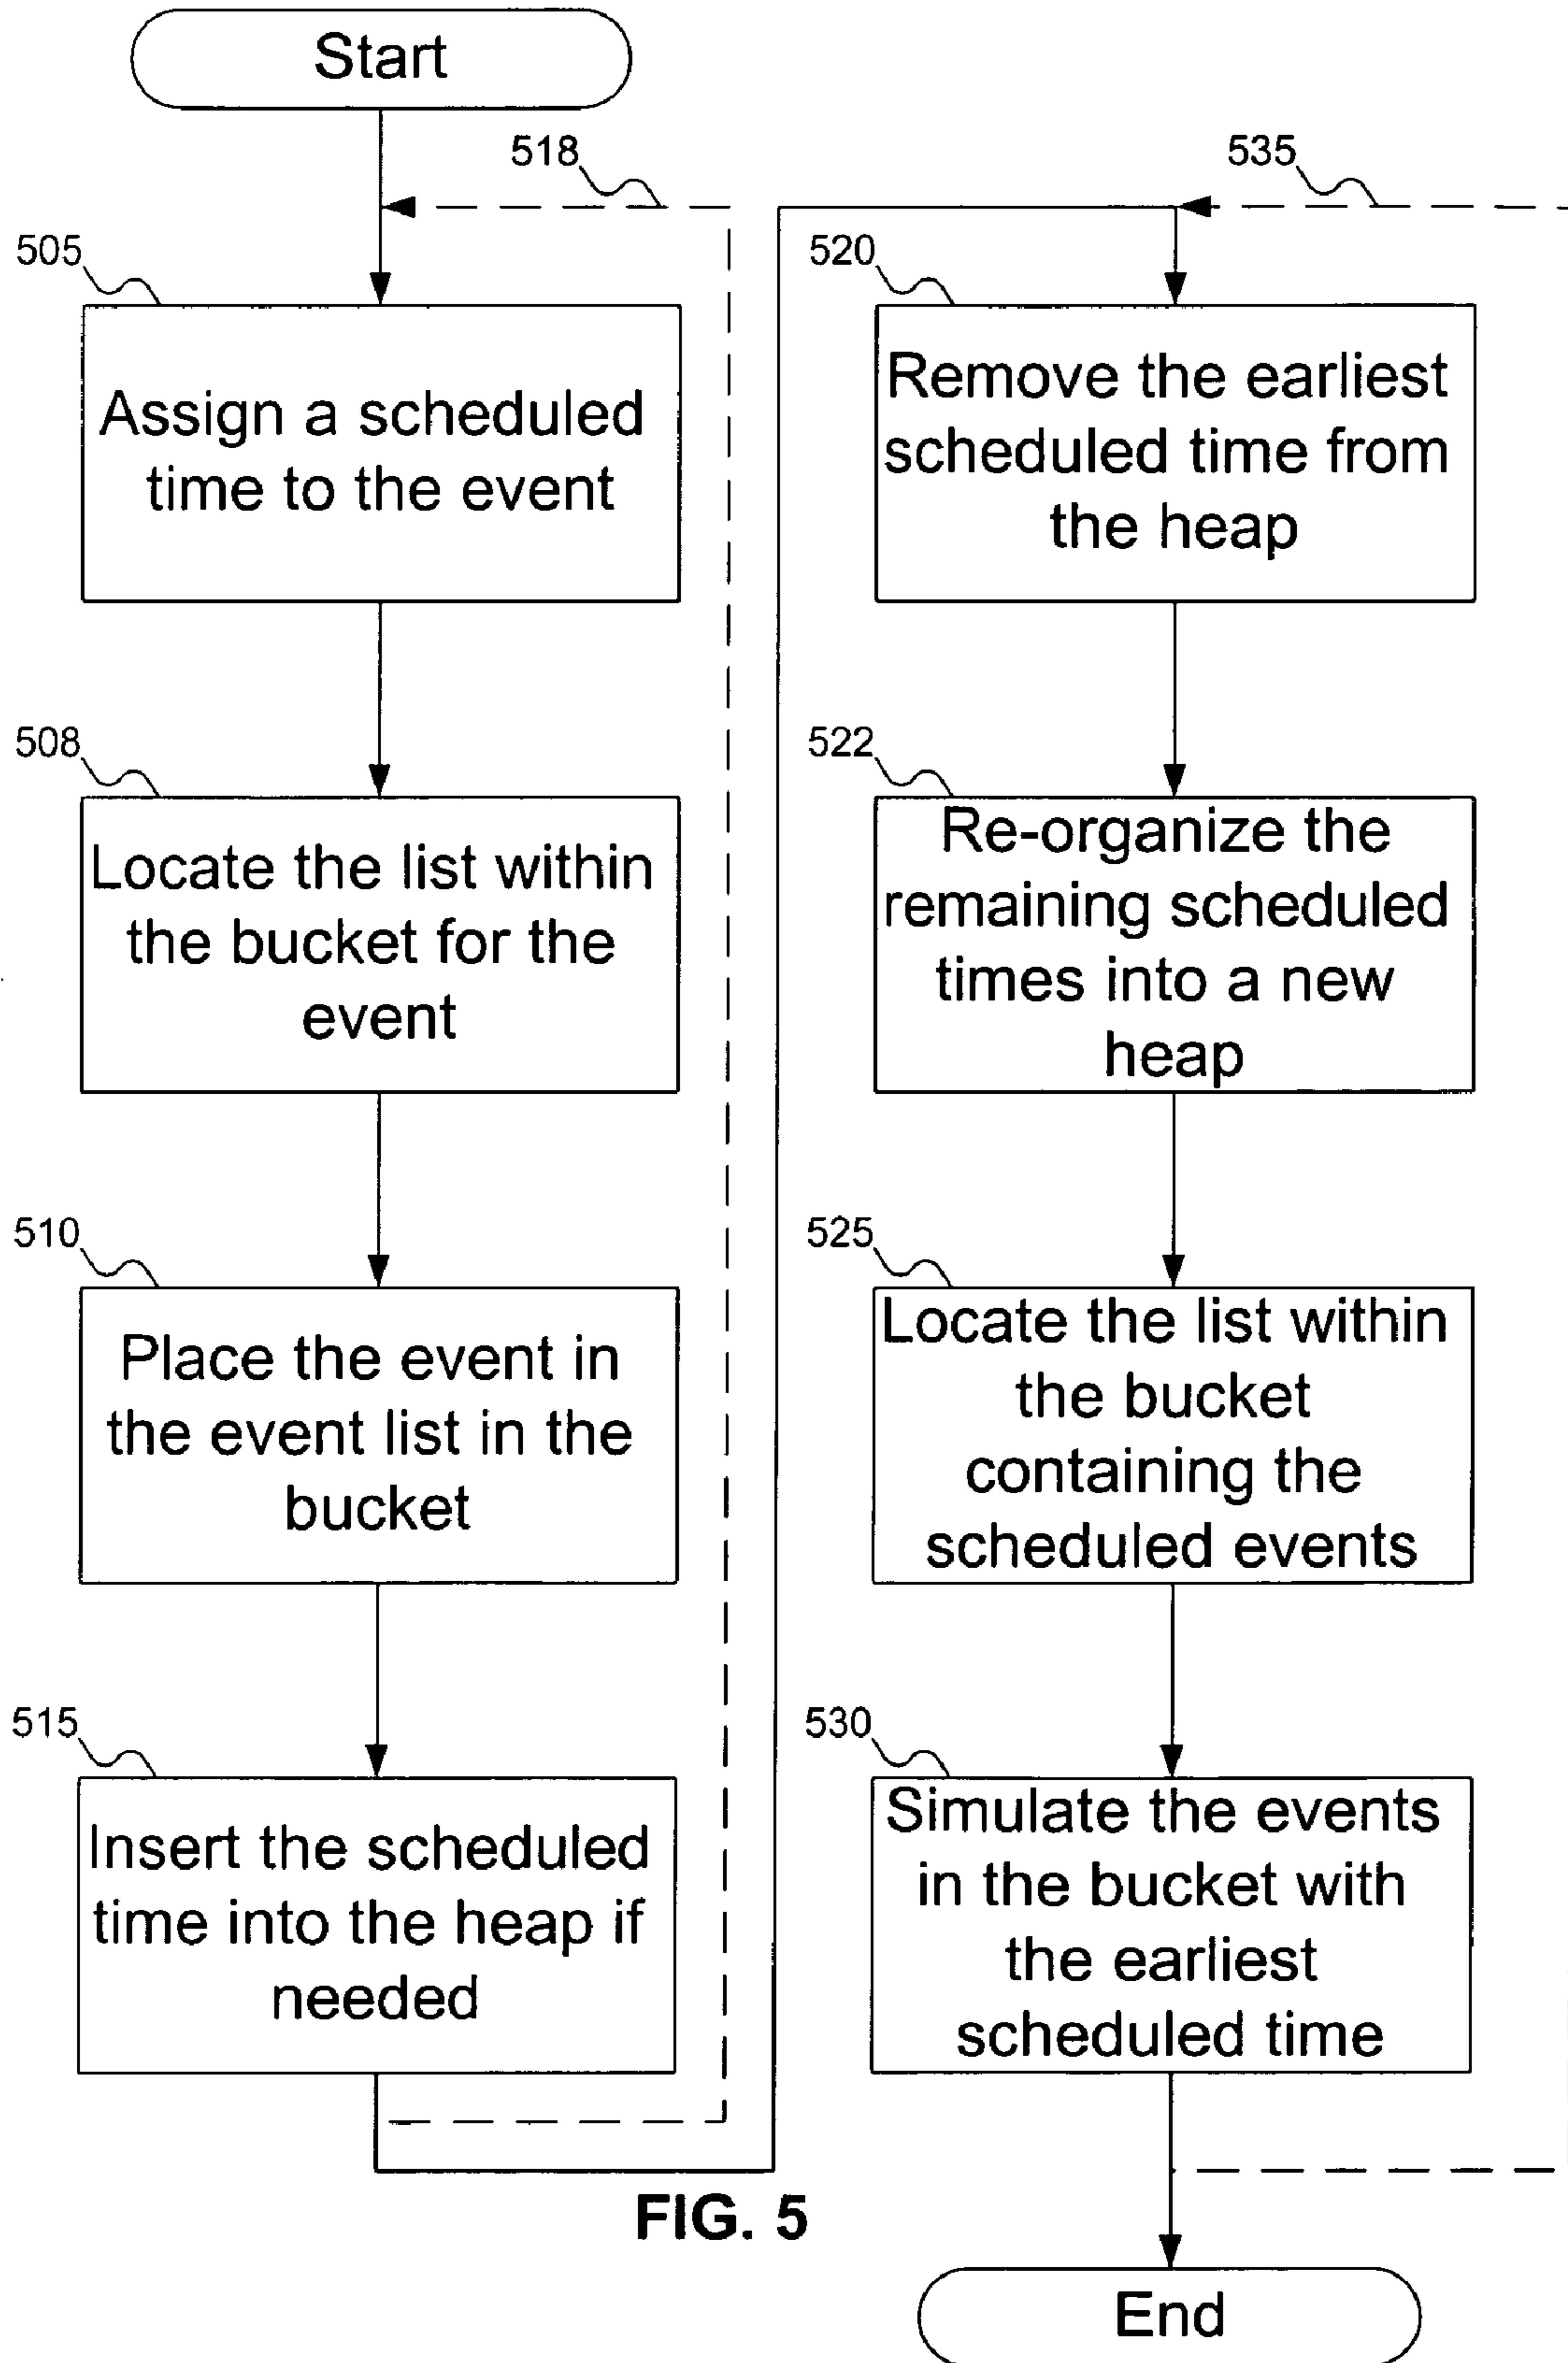 Start
518
505
Assign a scheduled
time to the event
508
Locate the list within
the bucket for the
event
510
Place the event in
the event list in the
bucket
515
Insert the scheduled
time into the heap if
needed
535
520
Remove the earliest
scheduled time from
the heap
522
Re-organize the
remaining scheduled
times into a new
heap
525
Locate the list within
the bucket
containing the
scheduled events
530
Simulate the events
in the bucket with
the earliest
scheduled time
FIG. 5
End